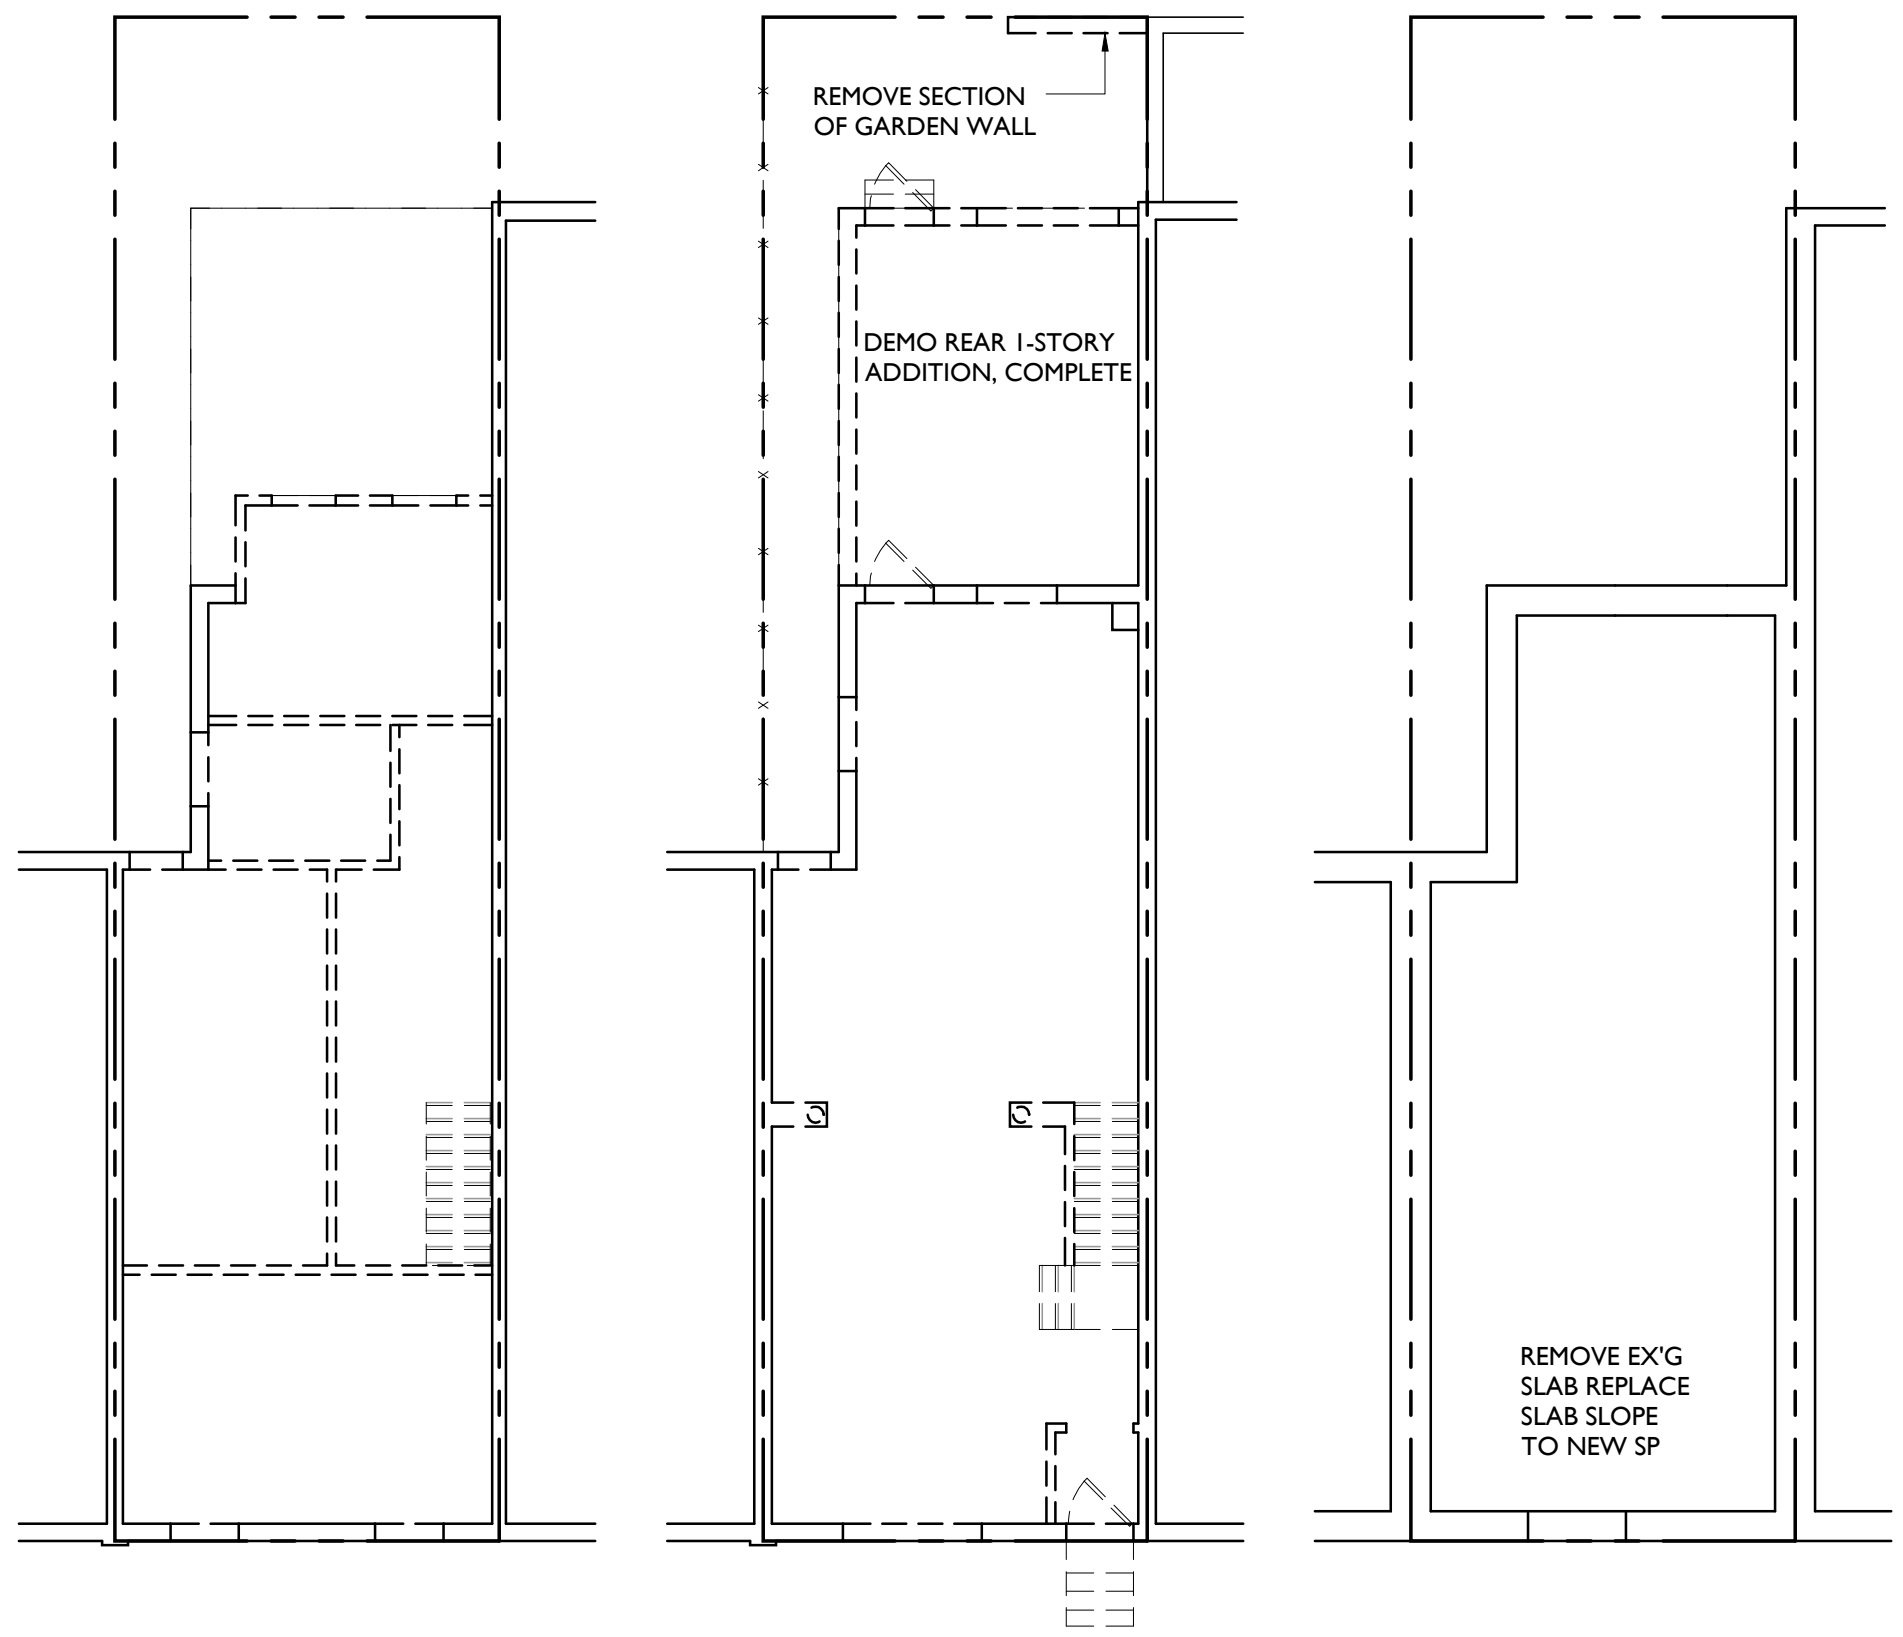 REMOVE SECTION
OF GARDEN WALL
DEMO REAR 1-STORY
ADDITION, COMPLETE
REMOVE EX'G
SLAB REPLACE
SLAB SLOPE
TO NEW SP